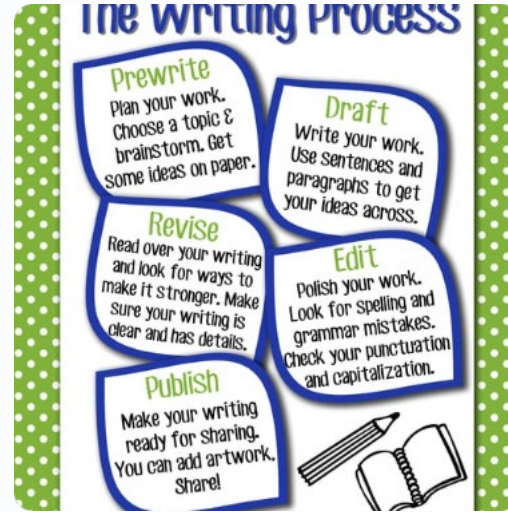 The Writing Process
Prewrite
Plan your work.
Choose a topic &
brainstorm. Get
some ideas on paper.
Draft
Write your work.
Use sentences and
paragraphs to get
your ideas across.
Revise
Read over your writing
and look for ways to
make it stronger. Make
sure your writing is
clear and has details.
Edit
Polish your work.
Look for spelling and
grammar mistakes.
Check your punctuation
and capitalization.
Publish
Make your writing
ready for sharing.
You can add artwork.
Share!